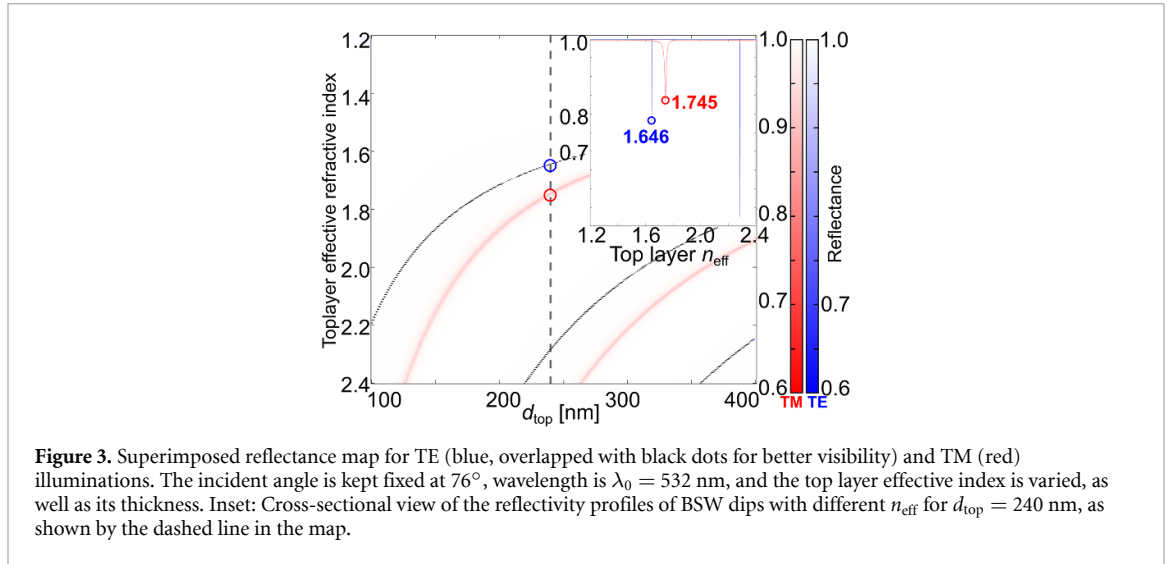 Toplayer effective refractive index
1.2
1.4
1.6
1.8
2.0
2.2
2.4
100
200
300
400
d_top [nm]
1.0
0.8
0.7
1.745
1.646
1.2
1.6
2.0
2.4
Top layer n_eff
1.0
0.9
0.8
0.7
0.6
TM
1.0
0.7
0.6
TE
Reflectance
Figure 3. Superimposed reflectance map for TE (blue, overlapped with black dots for better visibility) and TM (red)
illuminations. The incident angle is kept fixed at 76°, wavelength is λ₀ = 532 nm, and the top layer effective index is varied, as
well as its thickness. Inset: Cross-sectional view of the reflectivity profiles of BSW dips with different n_eff for d_top = 240 nm, as
shown by the dashed line in the map.